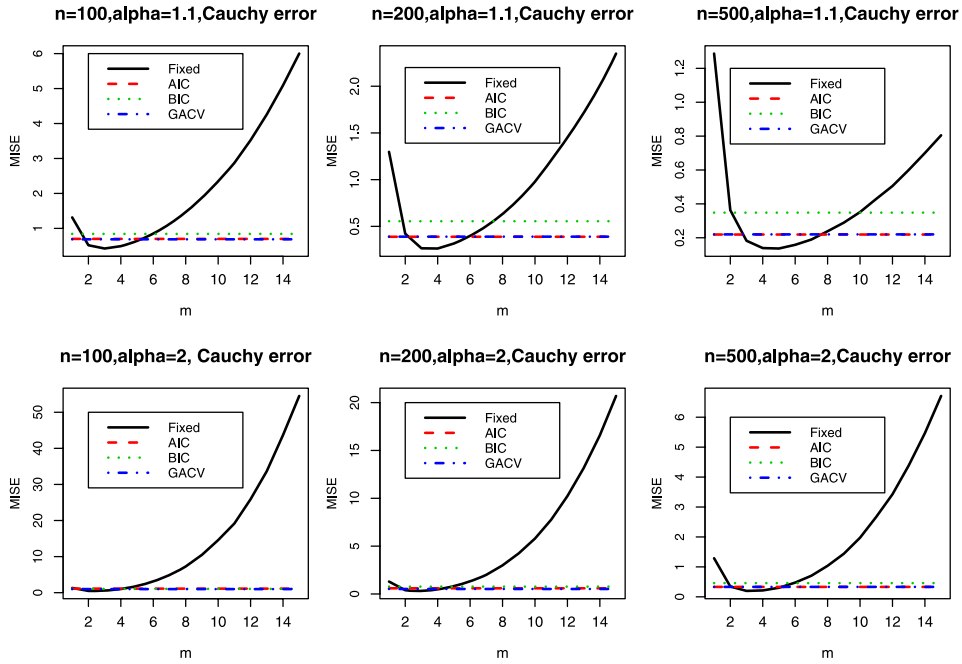 n=100,alpha=1.1,Cauchy error
MISE
6
5
4
3
2
1
Fixed
AIC
BIC
GACV
2 4 6 8 10 12 14
m
n=200,alpha=1.1,Cauchy error
MISE
2.0
1.5
1.0
0.5
Fixed
AIC
BIC
GACV
2 4 6 8 10 12 14
m
n=500,alpha=1.1,Cauchy error
MISE
1.2
1.0
0.8
0.6
0.4
0.2
Fixed
AIC
BIC
GACV
2 4 6 8 10 12 14
m
n=100,alpha=2, Cauchy error
MISE
50
40
30
20
10
0
Fixed
AIC
BIC
GACV
2 4 6 8 10 12 14
m
n=200,alpha=2,Cauchy error
MISE
20
15
10
5
0
Fixed
AIC
BIC
GACV
2 4 6 8 10 12 14
m
n=500,alpha=2,Cauchy error
MISE
6
5
4
3
2
1
0
Fixed
AIC
BIC
GACV
2 4 6 8 10 12 14
m